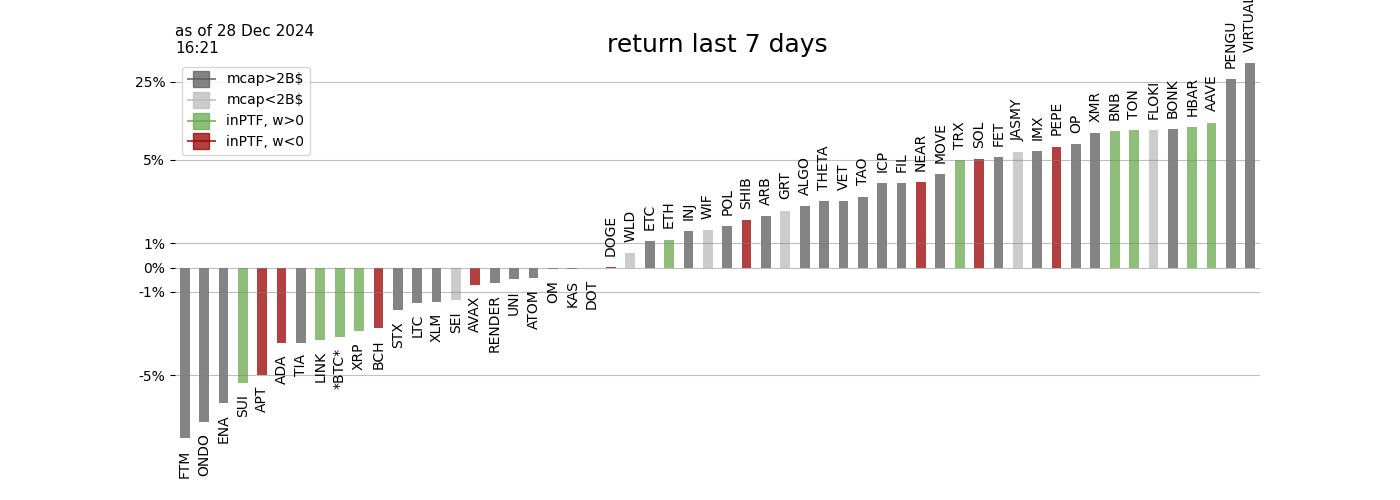 as of 28 Dec 2024
16:21
return last 7 days
mcap>2B$
mcap<2B$
inPTF, w>0
inPTF, w<0
25%
5%
1%
0%
-1%
-5%
FTM
ONDO
ENA
SUI
APT
ADA
TIA
LINK
*BTC*
XRP
BCH
STX
LTC
XLM
SEI
AVAX
RENDER
UNI
ATOM
OM
KAS
DOT
DOGE
WLD
ETC
ETH
INJ
WIF
POL
SHIB
ARB
GRT
ALGO
THETA
VET
TAO
ICP
FIL
NEAR
MOVE
TRX
SOL
FET
JASMY
IMX
PEPE
OP
XMR
BNB
TON
FLOKI
BONK
HBAR
AAVE
PENGU
VIRTUAL